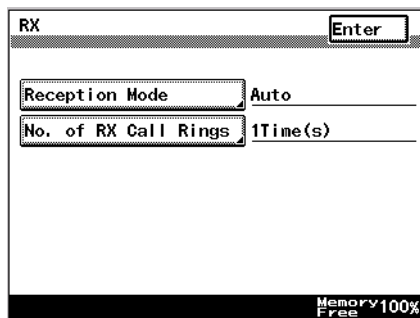 RX
Enter
Reception Mode Auto
No. of RX Call Rings 1Time(s)
Memory
Free 100%